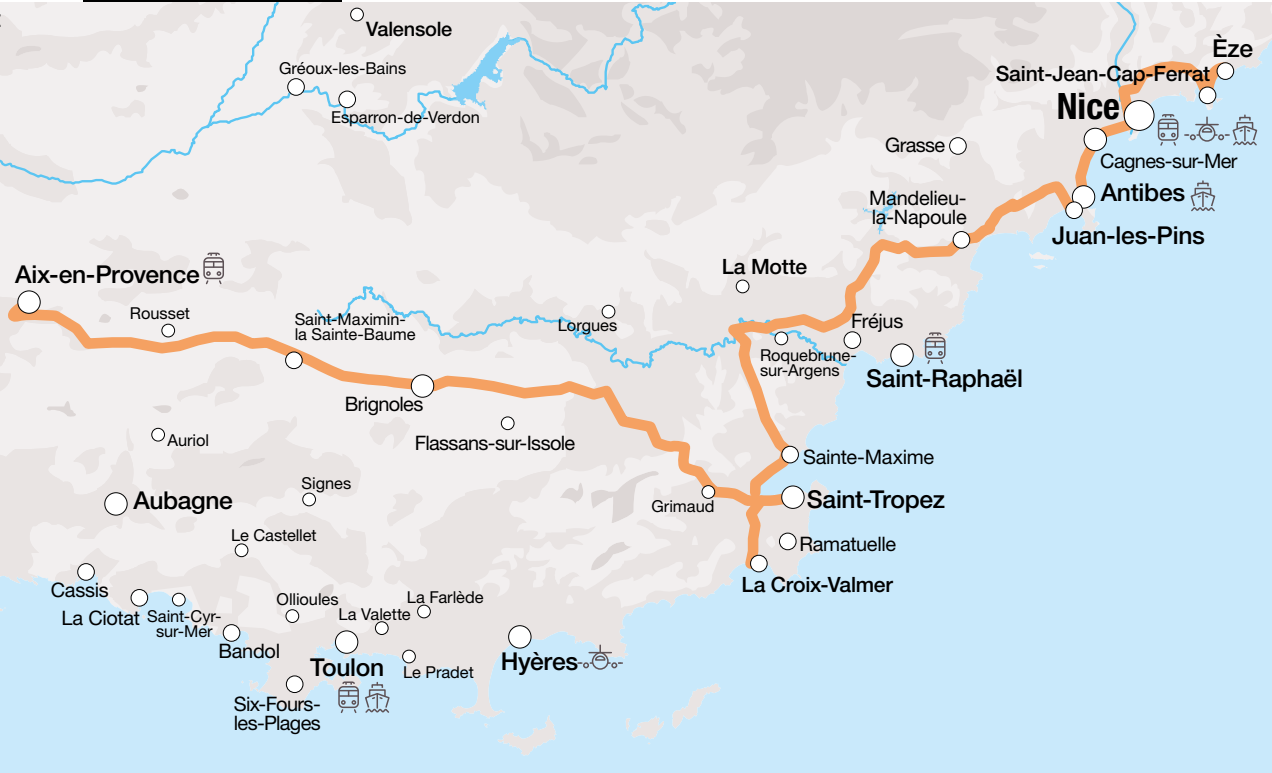 Valensole
Èze
Gréoux-les-Bains
Saint-Jean-Cap-Ferrat
Esparron-de-Verdon
Nice
Grasse
Cagnes-sur-Mer
Mandelieu-
la-Napoule
Antibes
Juan-les-Pins
Aix-en-Provence
La Motte
Rousset
Saint-Maximin-
la Sainte-Baume
Lorgues
Fréjus
Roquebrune-
sur-Argens
Saint-Raphaël
Brignoles
Flassans-sur-Issole
Auriol
Sainte-Maxime
Signes
Aubagne
Grimaud
Saint-Tropez
Le Castellet
Ramatuelle
Cassis
La Croix-Valmer
La Ciotat
Saint-Cyr-
sur-Mer
Ollioules
La Farlède
La Valette
Bandol
Toulon
Le Pradet
Hyères
Six-Fours-
les-Plages